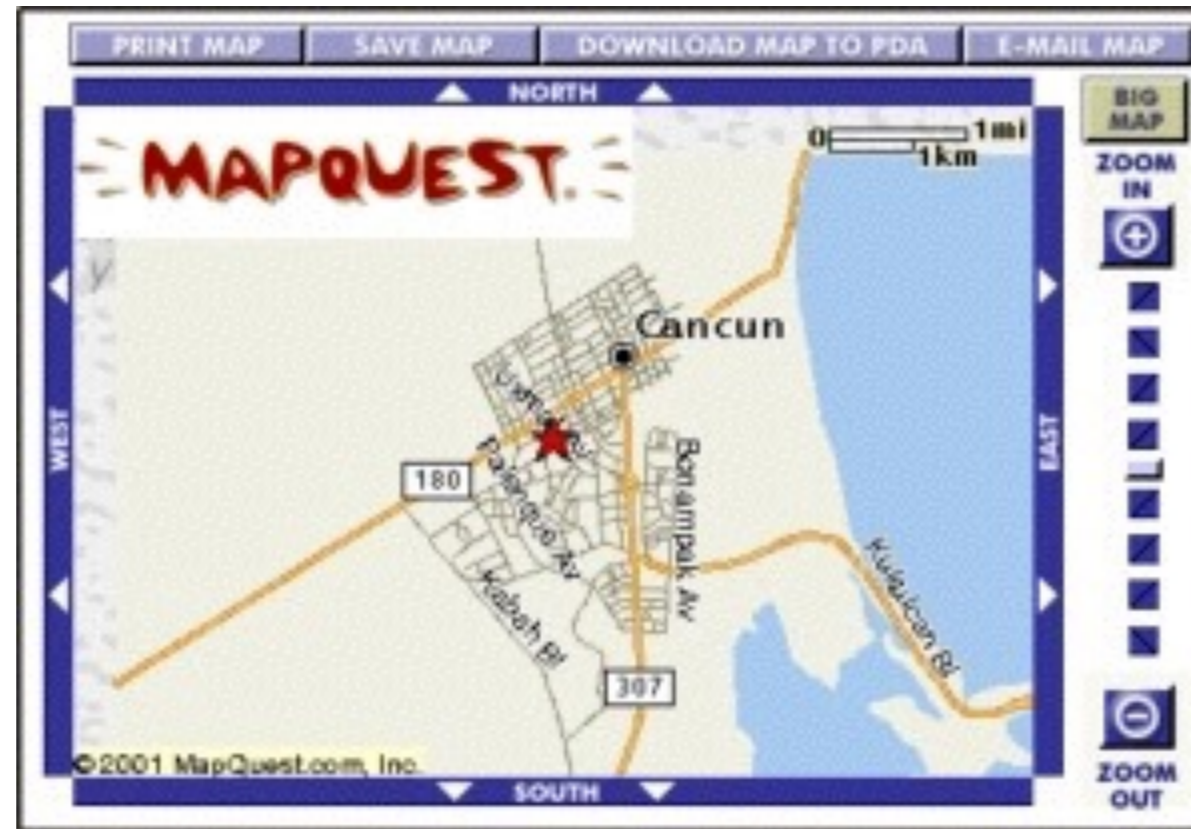 PRINT MAP
SAVE MAP
DOWNLOAD MAP TO PDA
E-MAIL MAP
NORTH
BIG
MAP
MAPQUEST.
0 1mi
1km
ZOOM
IN
Cancun
Uxmal Av
WEST
EAST
180
Palenque Av
Bonampak Av
Kabah Bl
Kukulcan Bl
307
©2001 MapQuest.com, Inc.
SOUTH
ZOOM
OUT